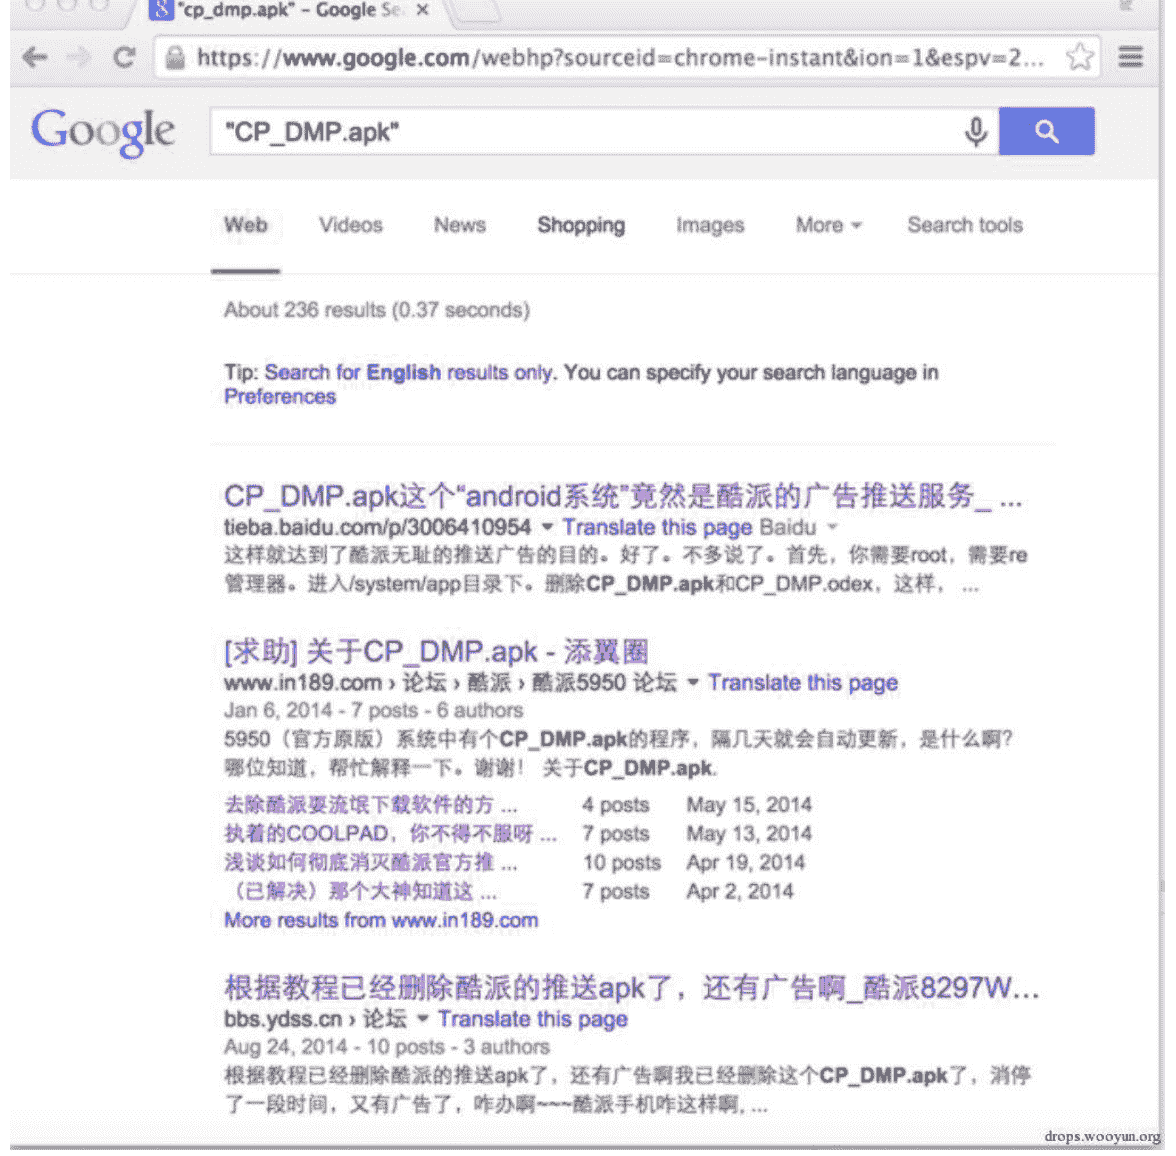 "cp_dmp.apk" - Google Se
https://www.google.com/webhp?sourceid=chrome-instant&ion=1&espv=2...
Google
"CP_DMP.apk"
Web Videos News Shopping Images More Search tools
About 236 results (0.37 seconds)
Tip: Search for English results only. You can specify your search language in
Preferences
CP_DMP.apk这个“android系统”竟然是酷派的广告推送服务_ ...
tieba.baidu.com/p/3006410954 Translate this page Baidu
这样就达到了酷派无耻的推送广告的目的。好了。不多说了。首先，你需要root，需要re
管理器。进入/system/app目录下。删除CP_DMP.apk和CP_DMP.odex，这样， ...
[求助] 关于CP_DMP.apk - 添翼圈
www.in189.com › 论坛 › 酷派 › 酷派5950 论坛 Translate this page
Jan 6, 2014 - 7 posts - 6 authors
5950（官方原版）系统中有个CP_DMP.apk的程序，隔几天就会自动更新，是什么啊？
哪位知道，帮忙解释一下。谢谢！ 关于CP_DMP.apk.
去除酷派耍流氓下载软件的方 ... 4 posts May 15, 2014
执着的COOLPAD，你不得不服呀 ... 7 posts May 13, 2014
浅谈如何彻底消灭酷派官方推 ... 10 posts Apr 19, 2014
（已解决）那个大神知道这 ... 7 posts Apr 2, 2014
More results from www.in189.com
根据教程已经删除酷派的推送apk了，还有广告啊_酷派8297W...
bbs.ydss.cn › 论坛 Translate this page
Aug 24, 2014 - 10 posts - 3 authors
根据教程已经删除酷派的推送apk了，还有广告啊我已经删除这个CP_DMP.apk了，消停
了一段时间，又有广告了，咋办啊~~~酷派手机咋这样啊, ...
drops.wooyun.org